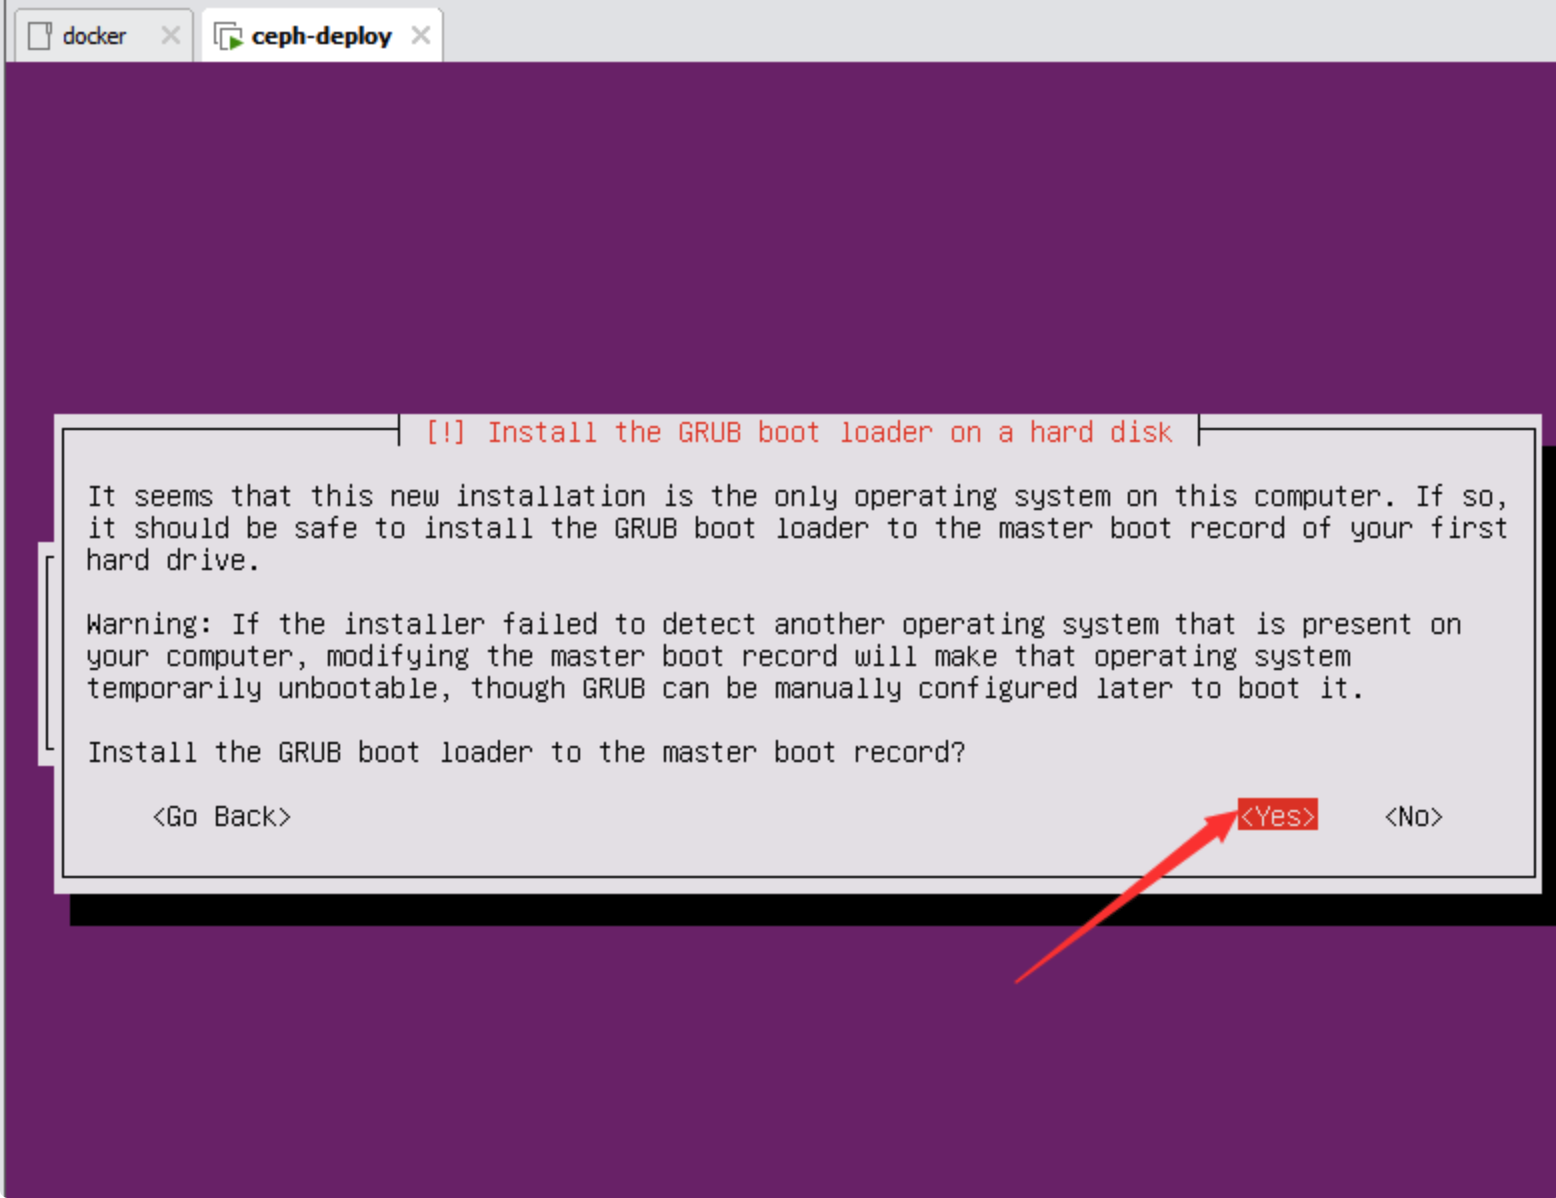 docker
ceph-deploy
[!] Install the GRUB boot loader on a hard disk
It seems that this new installation is the only operating system on this computer. If so,
it should be safe to install the GRUB boot loader to the master boot record of your first
hard drive.
Warning: If the installer failed to detect another operating system that is present on
your computer, modifying the master boot record will make that operating system
temporarily unbootable, though GRUB can be manually configured later to boot it.
Install the GRUB boot loader to the master boot record?
<Go Back> <Yes> <No>